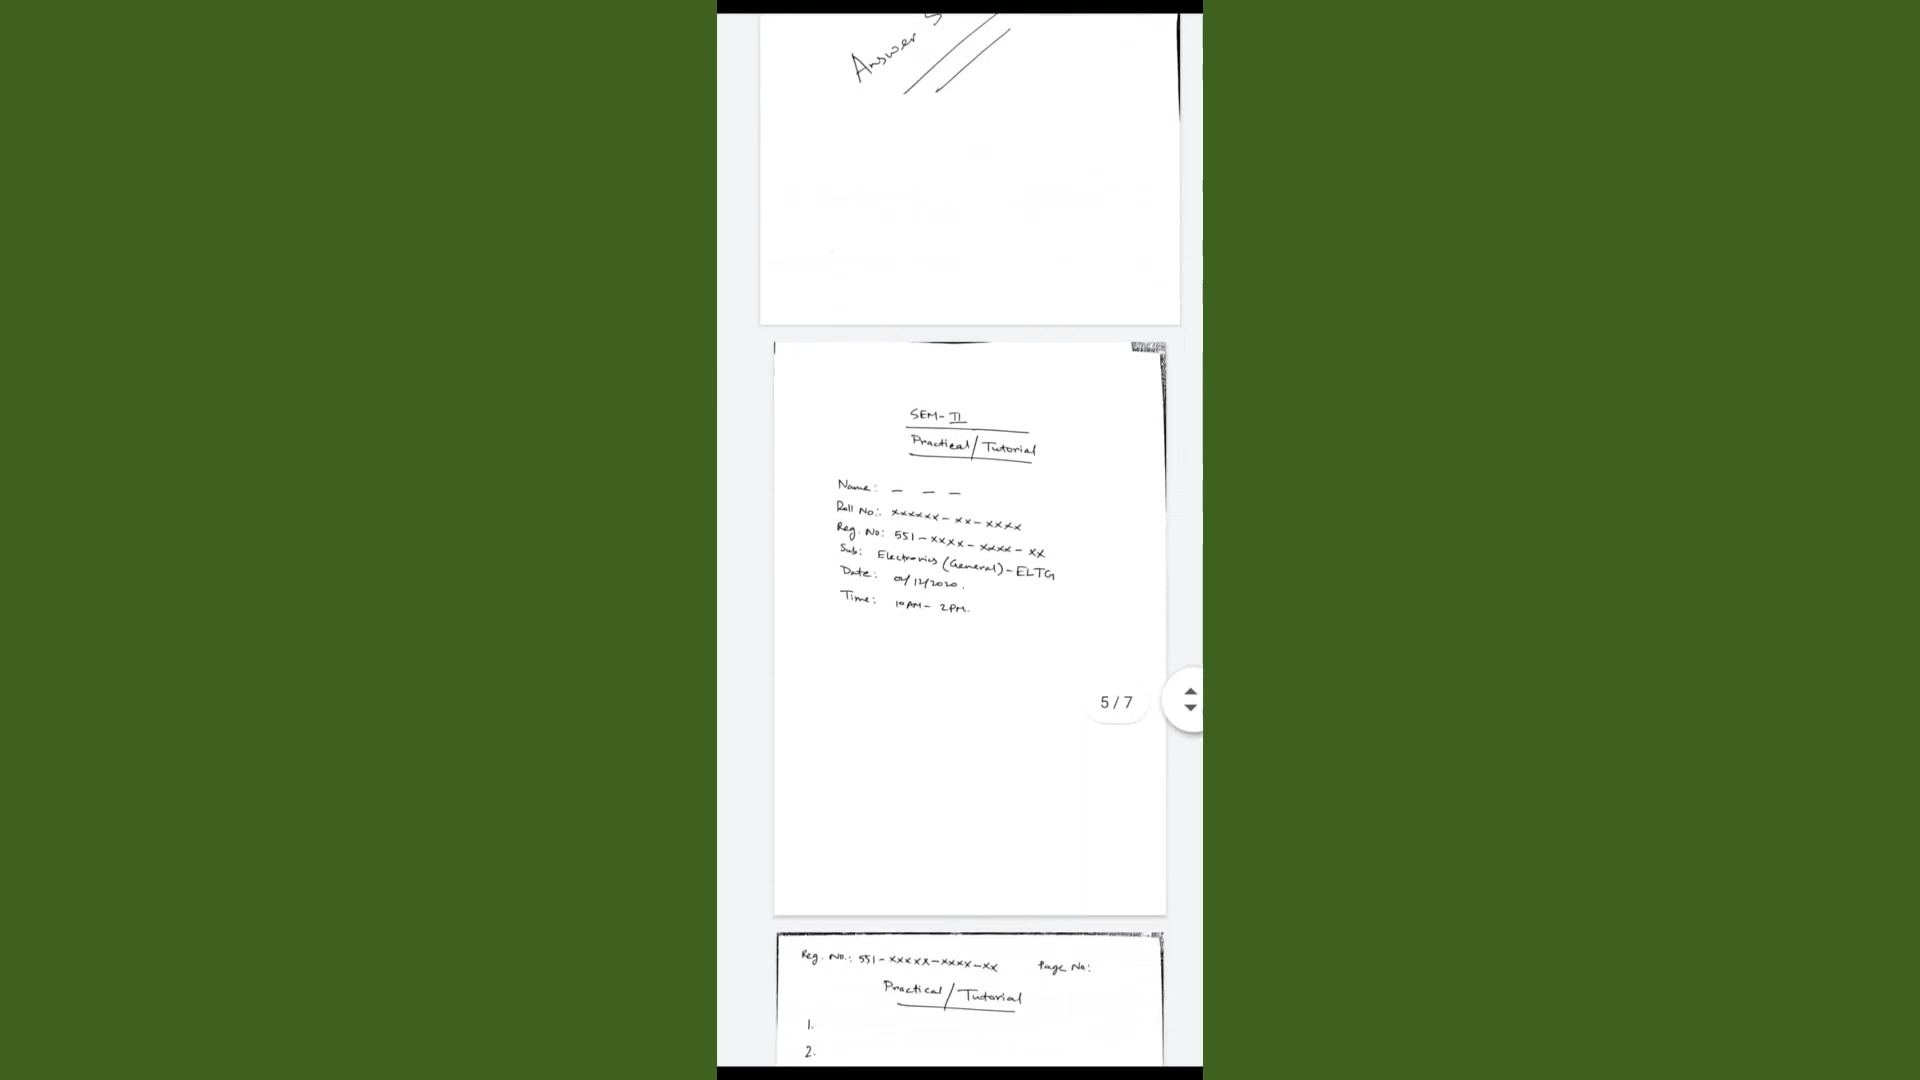 Answer
SEM-II
Practical/Tutorial
Name: — — —
Roll No.: xxxxxx-xx-xxxx
Reg. No: 551-xxxx-xxxx-xx
Sub: Electronics (General)-ELTG
Date: /12/2020.
Time: 10AM- 2PM.
5 / 7
Reg. No.: 551-xxxxx-xxxx-xx Page No:
Practical/Tutorial
1.
2.